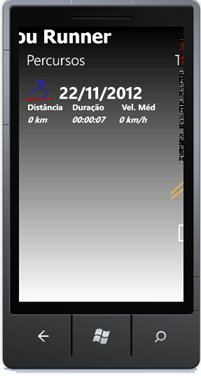 ou Runner
Percursos
22/11/2012
Distância Duração Vel. Méd
0 km 00:00:07 0 km/h